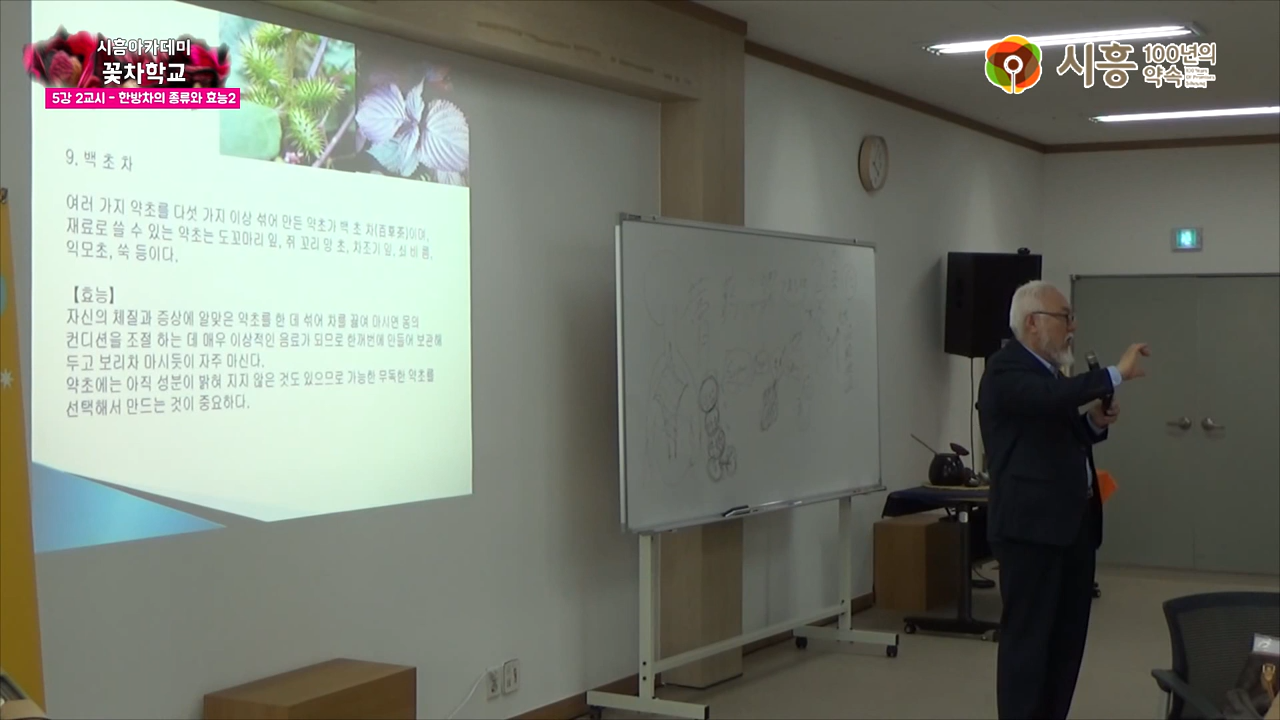 시흥아카데미
꽃차학교
5강 2교시 - 한방차의 종류와 효능2
시흥 100년의 약속
9. 백 초 차
여러 가지 약초를 다섯 가지 이상 섞어 만든 약초가 백 초 차(百草茶)이며,
재료로 쓸 수 있는 약초는 도꼬마리 잎, 쥐 꼬리 망 초, 차조기 잎, 쇠 비 름,
익모초, 쑥 등이다.
【효능】
자신의 체질과 증상에 알맞은 약초를 한 데 섞어 차를 끓여 마시면 몸의
컨디션을 조절 하는 데 매우 이상적인 음료가 되므로 한꺼번에 만들어 보관해
두고 보리차 마시듯이 자주 마신다.
약초에는 아직 성분이 밝혀 지지 않은 것도 있으므로 가능한 무독한 약초를
선택해서 만드는 것이 중요하다.